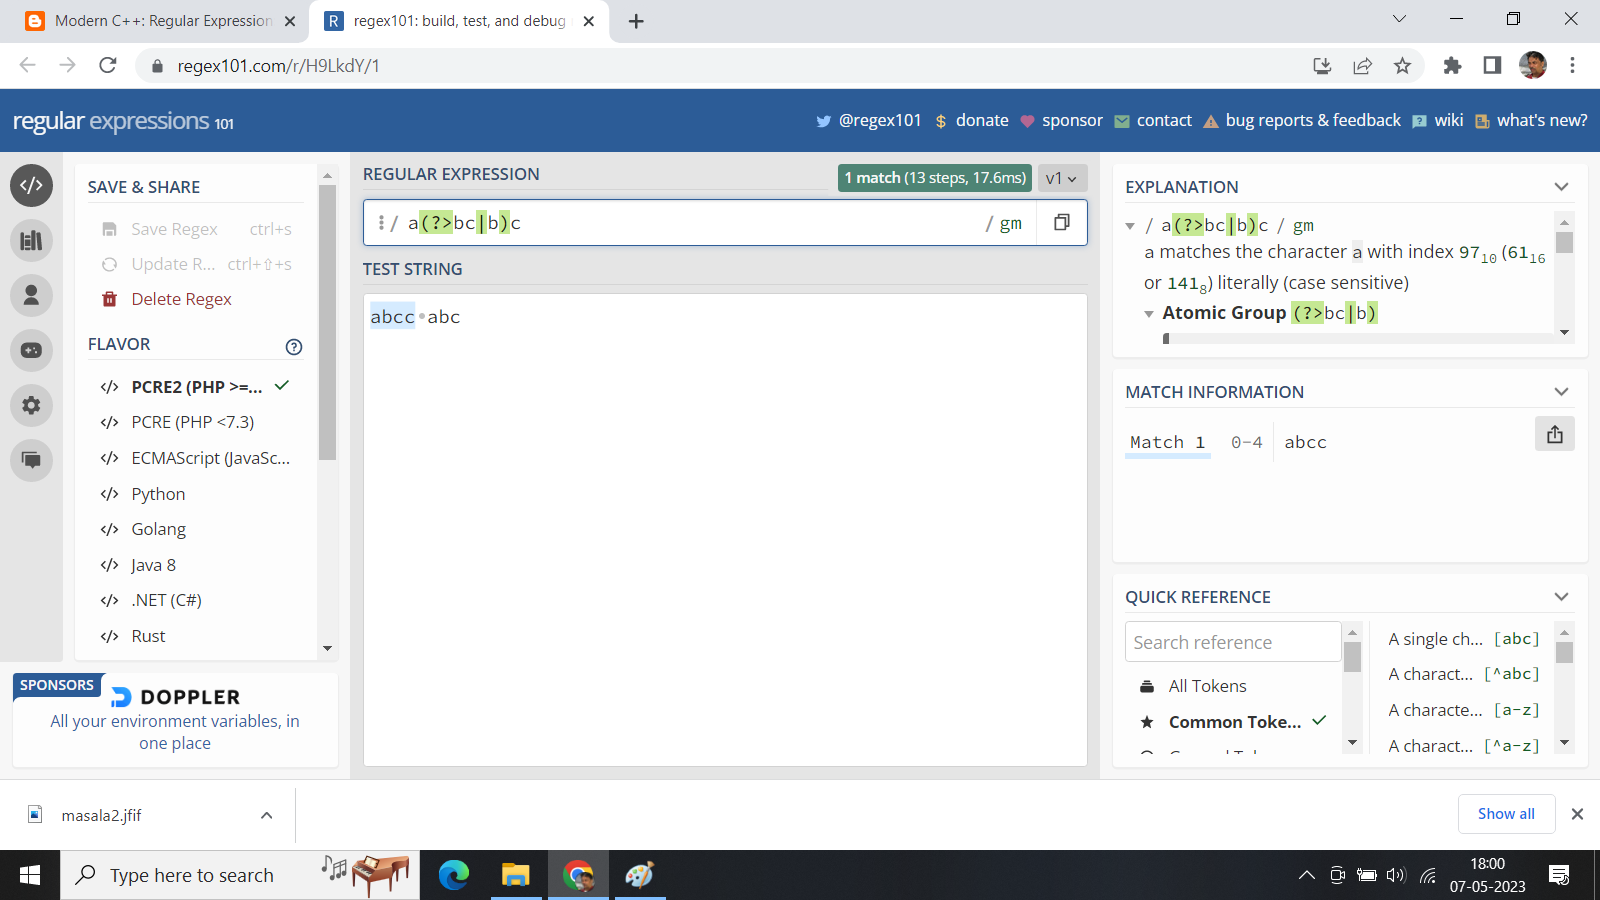 Modern C++: Regular Expression
regex101: build, test, and debug
regex101.com/r/H9LkdY/1
regular expressions 101
@regex101
$ donate
sponsor
contact
bug reports & feedback
wiki
what's new?
SAVE & SHARE
Save Regex ctrl+s
Update R... ctrl+⇧+s
Delete Regex
FLAVOR
PCRE2 (PHP >=...
PCRE (PHP <7.3)
ECMAScript (JavaSc...
Python
Golang
Java 8
.NET (C#)
Rust
SPONSORS
DOPPLER
All your environment variables, in
one place
REGULAR EXPRESSION
1 match (13 steps, 17.6ms)
v1
/ a(?>bc|b)c / gm
TEST STRING
abcc•abc
EXPLANATION
/ a(?>bc|b)c / gm
a matches the character a with index 97₁₀ (61₁₆
or 141₈) literally (case sensitive)
Atomic Group (?>bc|b)
MATCH INFORMATION
Match 1 0-4 abcc
QUICK REFERENCE
Search reference
All Tokens
Common Toke...
A single ch... [abc]
A charact... [^abc]
A characte... [a-z]
A charact... [^a-z]
masala2.jfif
Show all
Type here to search
18:00
07-05-2023